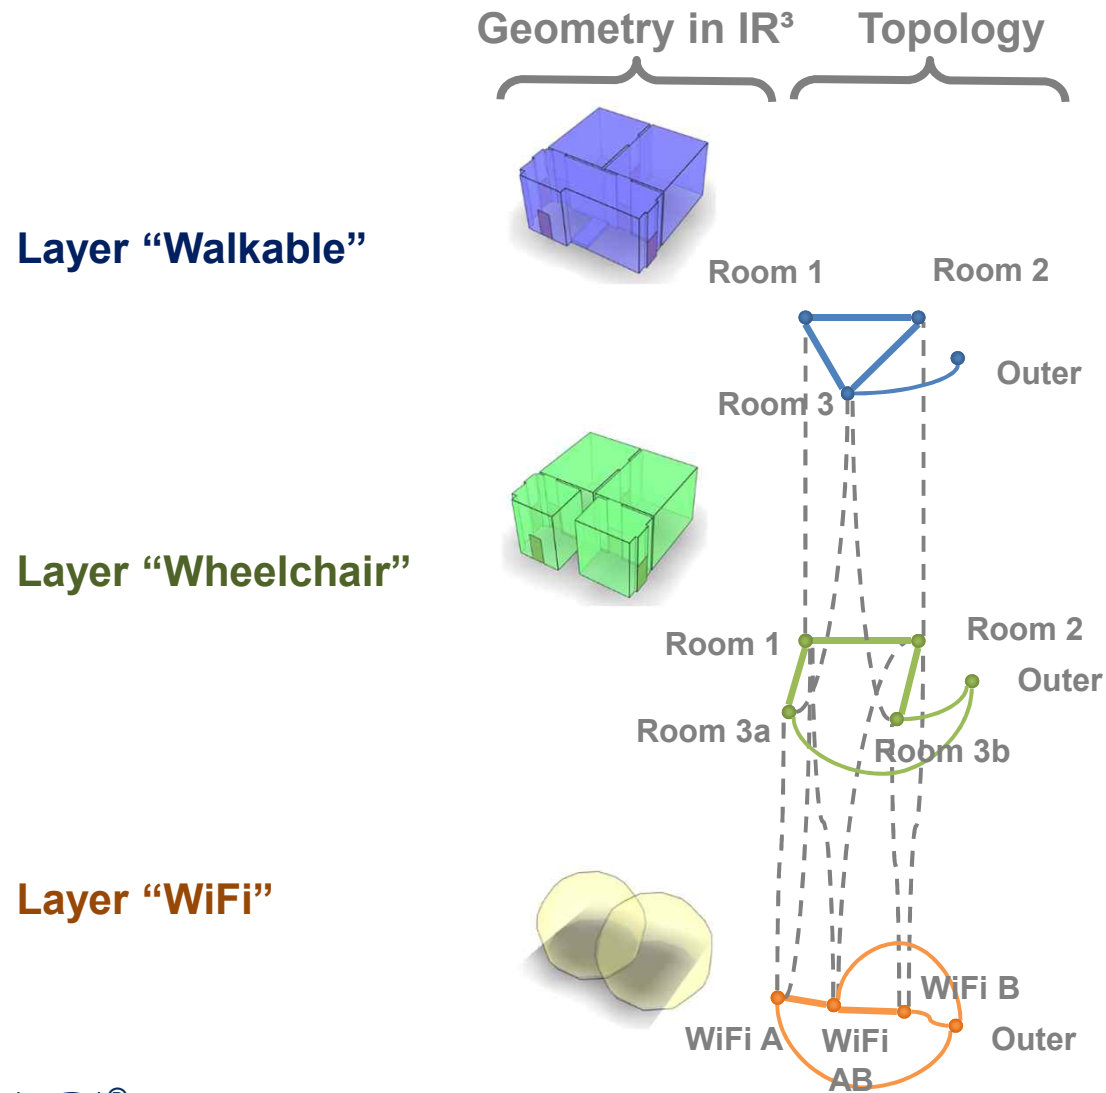 Geometry in IR³ Topology
Layer “Walkable”
Room 1
Room 2
Outer
Room 3
Layer “Wheelchair”
Room 1
Room 2
Outer
Room 3a
Room 3b
Layer “WiFi”
WiFi B
WiFi A
WiFi
AB
Outer